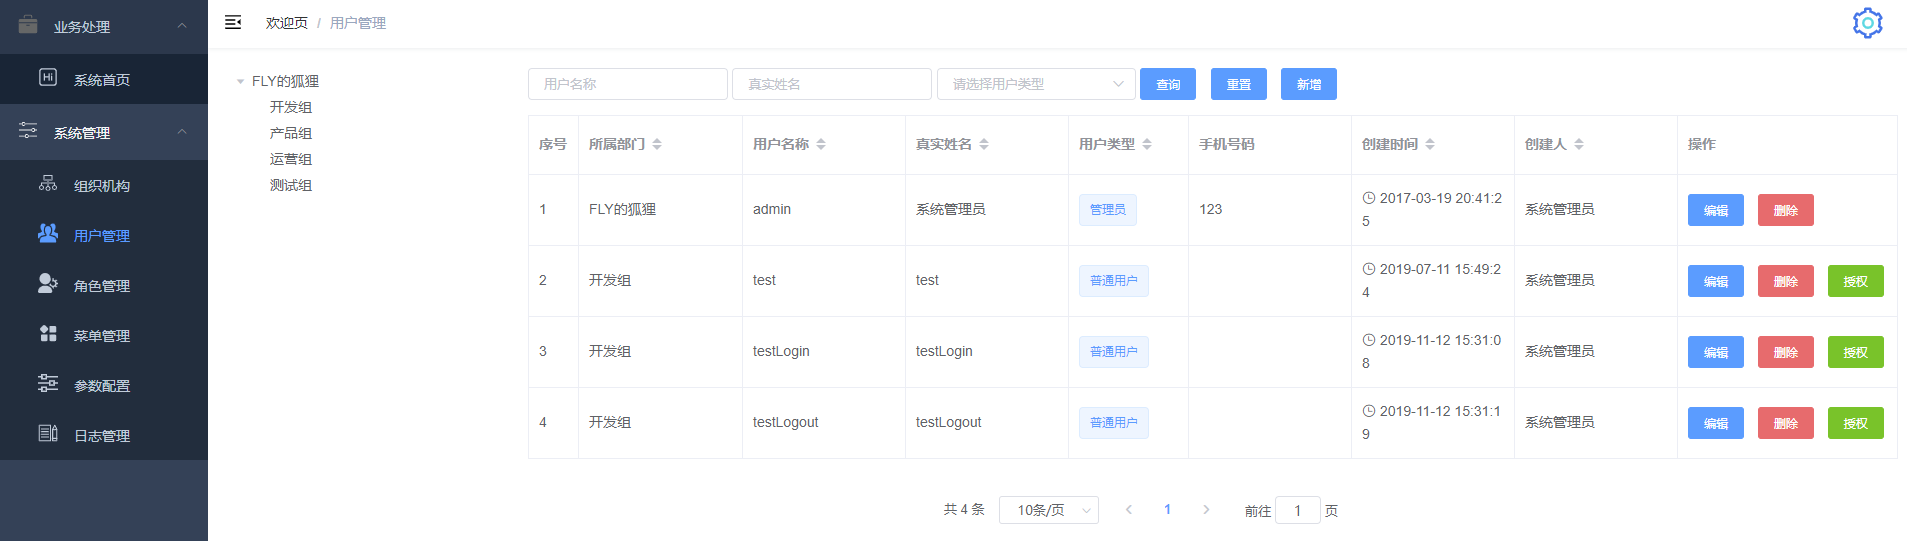 业务处理
系统首页
系统管理
组织机构
用户管理
角色管理
菜单管理
参数配置
日志管理
欢迎页 / 用户管理
FLY的狐狸
开发组
产品组
运营组
测试组
用户名称 真实姓名 请选择用户类型 查询 重置 新增
序号 所属部门 用户名称 真实姓名 用户类型 手机号码 创建时间 创建人 操作
1 FLY的狐狸 admin 系统管理员 管理员 123 2017-03-19 20:41:2
5 系统管理员 编辑 删除
2 开发组 test test 普通用户 2019-07-11 15:49:2
4 系统管理员 编辑 删除 授权
3 开发组 testLogin testLogin 普通用户 2019-11-12 15:31:0
8 系统管理员 编辑 删除 授权
4 开发组 testLogout testLogout 普通用户 2019-11-12 15:31:1
9 系统管理员 编辑 删除 授权
共 4 条 10条/页 1 前往 1 页